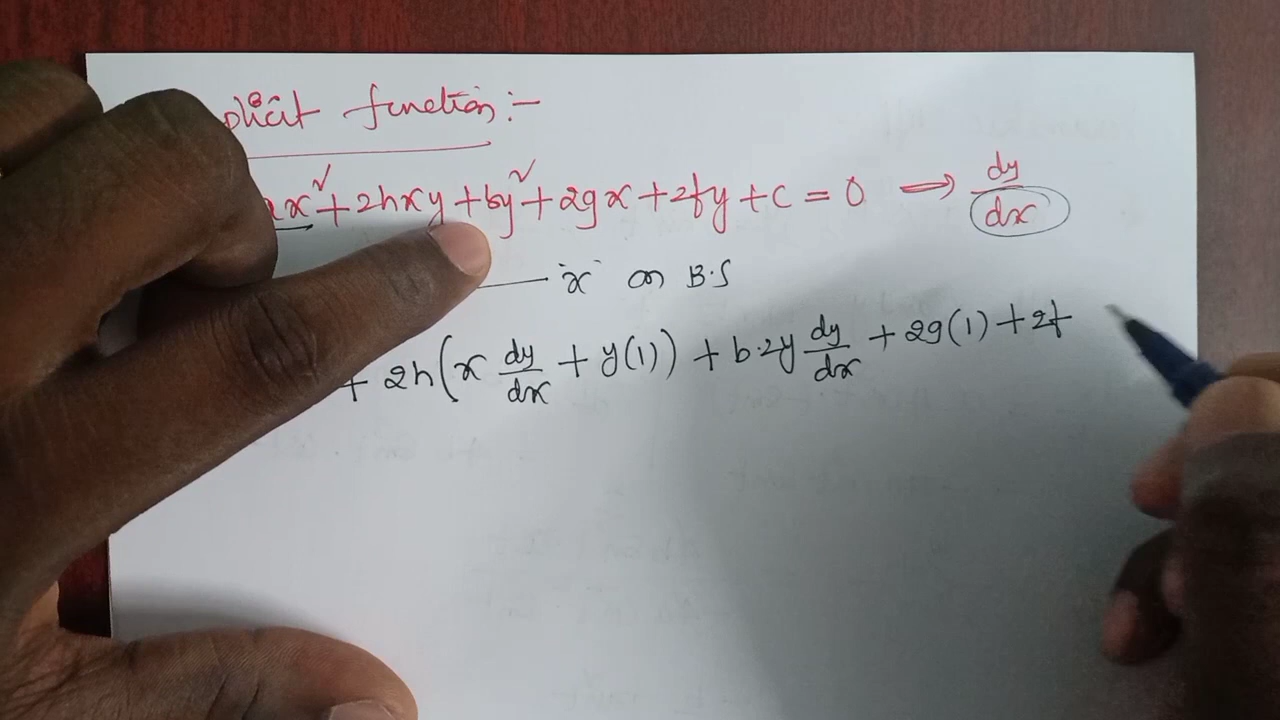 plicit function:-
ax² + 2hxy + by² + 2gx + 2fy + c = 0 ⇒ dy/dx
"x" on B.S
+ 2h(x dy/dx + y(1)) + b.2y dy/dx + 2g(1) + 2f